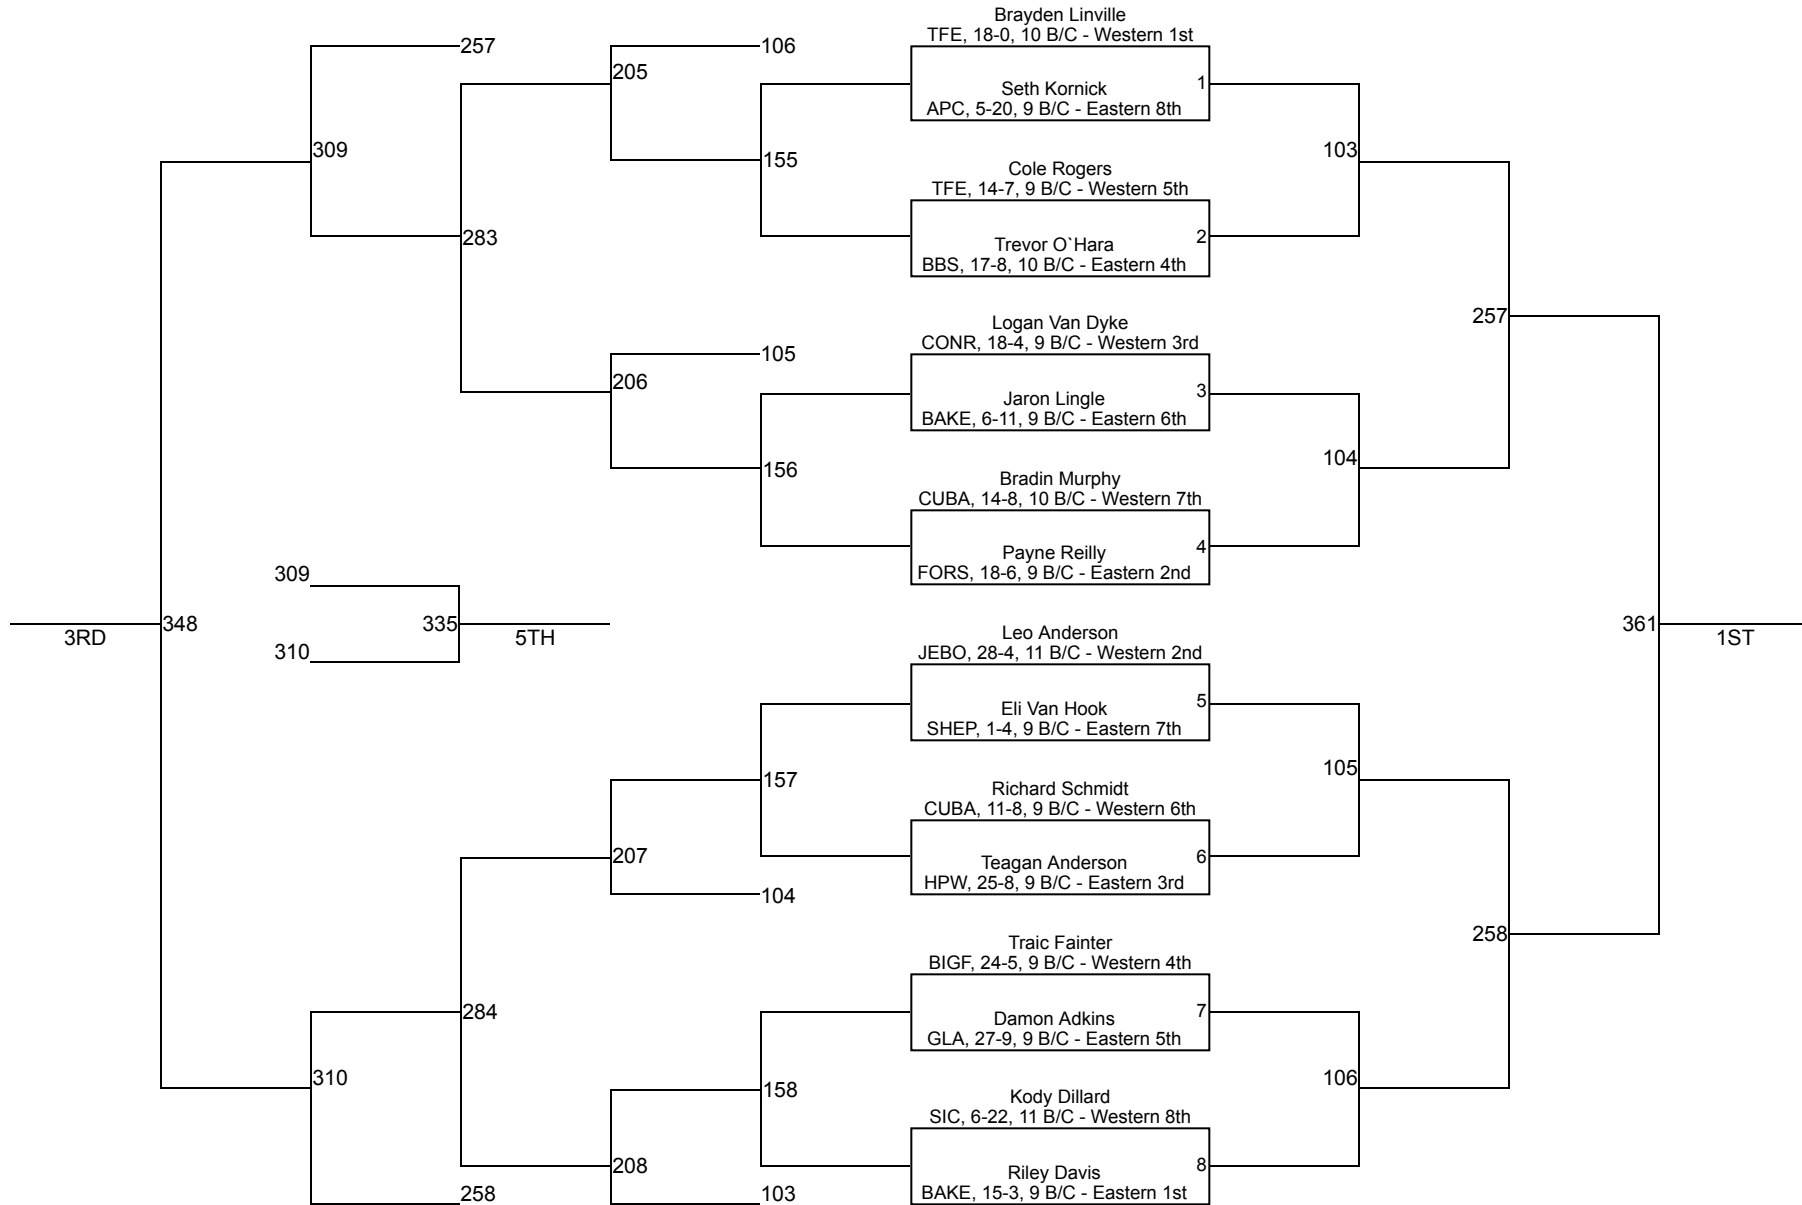 Brayden Linville
257
106
TFE, 18-0, 10 B/C - Western 1st
205
1
Seth Kornick
APC, 5-20, 9 B/C - Eastern 8th
309
155
103
Cole Rogers
TFE, 14-7, 9 B/C - Western 5th
283
2
Trevor O`Hara
BBS, 17-8, 10 B/C - Eastern 4th
257
Logan Van Dyke
CONR, 18-4, 9 B/C - Western 3rd
105
206
3
Jaron Lingle
BAKE, 6-11, 9 B/C - Eastern 6th
156
104
Bradin Murphy
CUBA, 14-8, 10 B/C - Western 7th
4
Payne Reilly
FORS, 18-6, 9 B/C - Eastern 2nd
309
348
335
361
3RD
5TH
1ST
310
Leo Anderson
JEBO, 28-4, 11 B/C - Western 2nd
5
Eli Van Hook
SHEP, 1-4, 9 B/C - Eastern 7th
157
105
Richard Schmidt
CUBA, 11-8, 9 B/C - Western 6th
207
6
Teagan Anderson
HPW, 25-8, 9 B/C - Eastern 3rd
104
258
Traic Fainter
BIGF, 24-5, 9 B/C - Western 4th
284
7
Damon Adkins
GLA, 27-9, 9 B/C - Eastern 5th
310
158
106
Kody Dillard
SIC, 6-22, 11 B/C - Western 8th
208
8
Riley Davis
BAKE, 15-3, 9 B/C - Eastern 1st
258
103